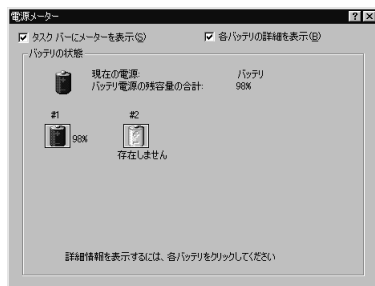 電源メーター
タスク バーにメーターを表示(S)
各バッテリの詳細を表示(B)
バッテリの状態
現在の電源:
バッテリ
バッテリ電源の残容量の合計:
98%
#1
#2
98%
存在しません
詳細情報を表示するには、各バッテリをクリックしてください